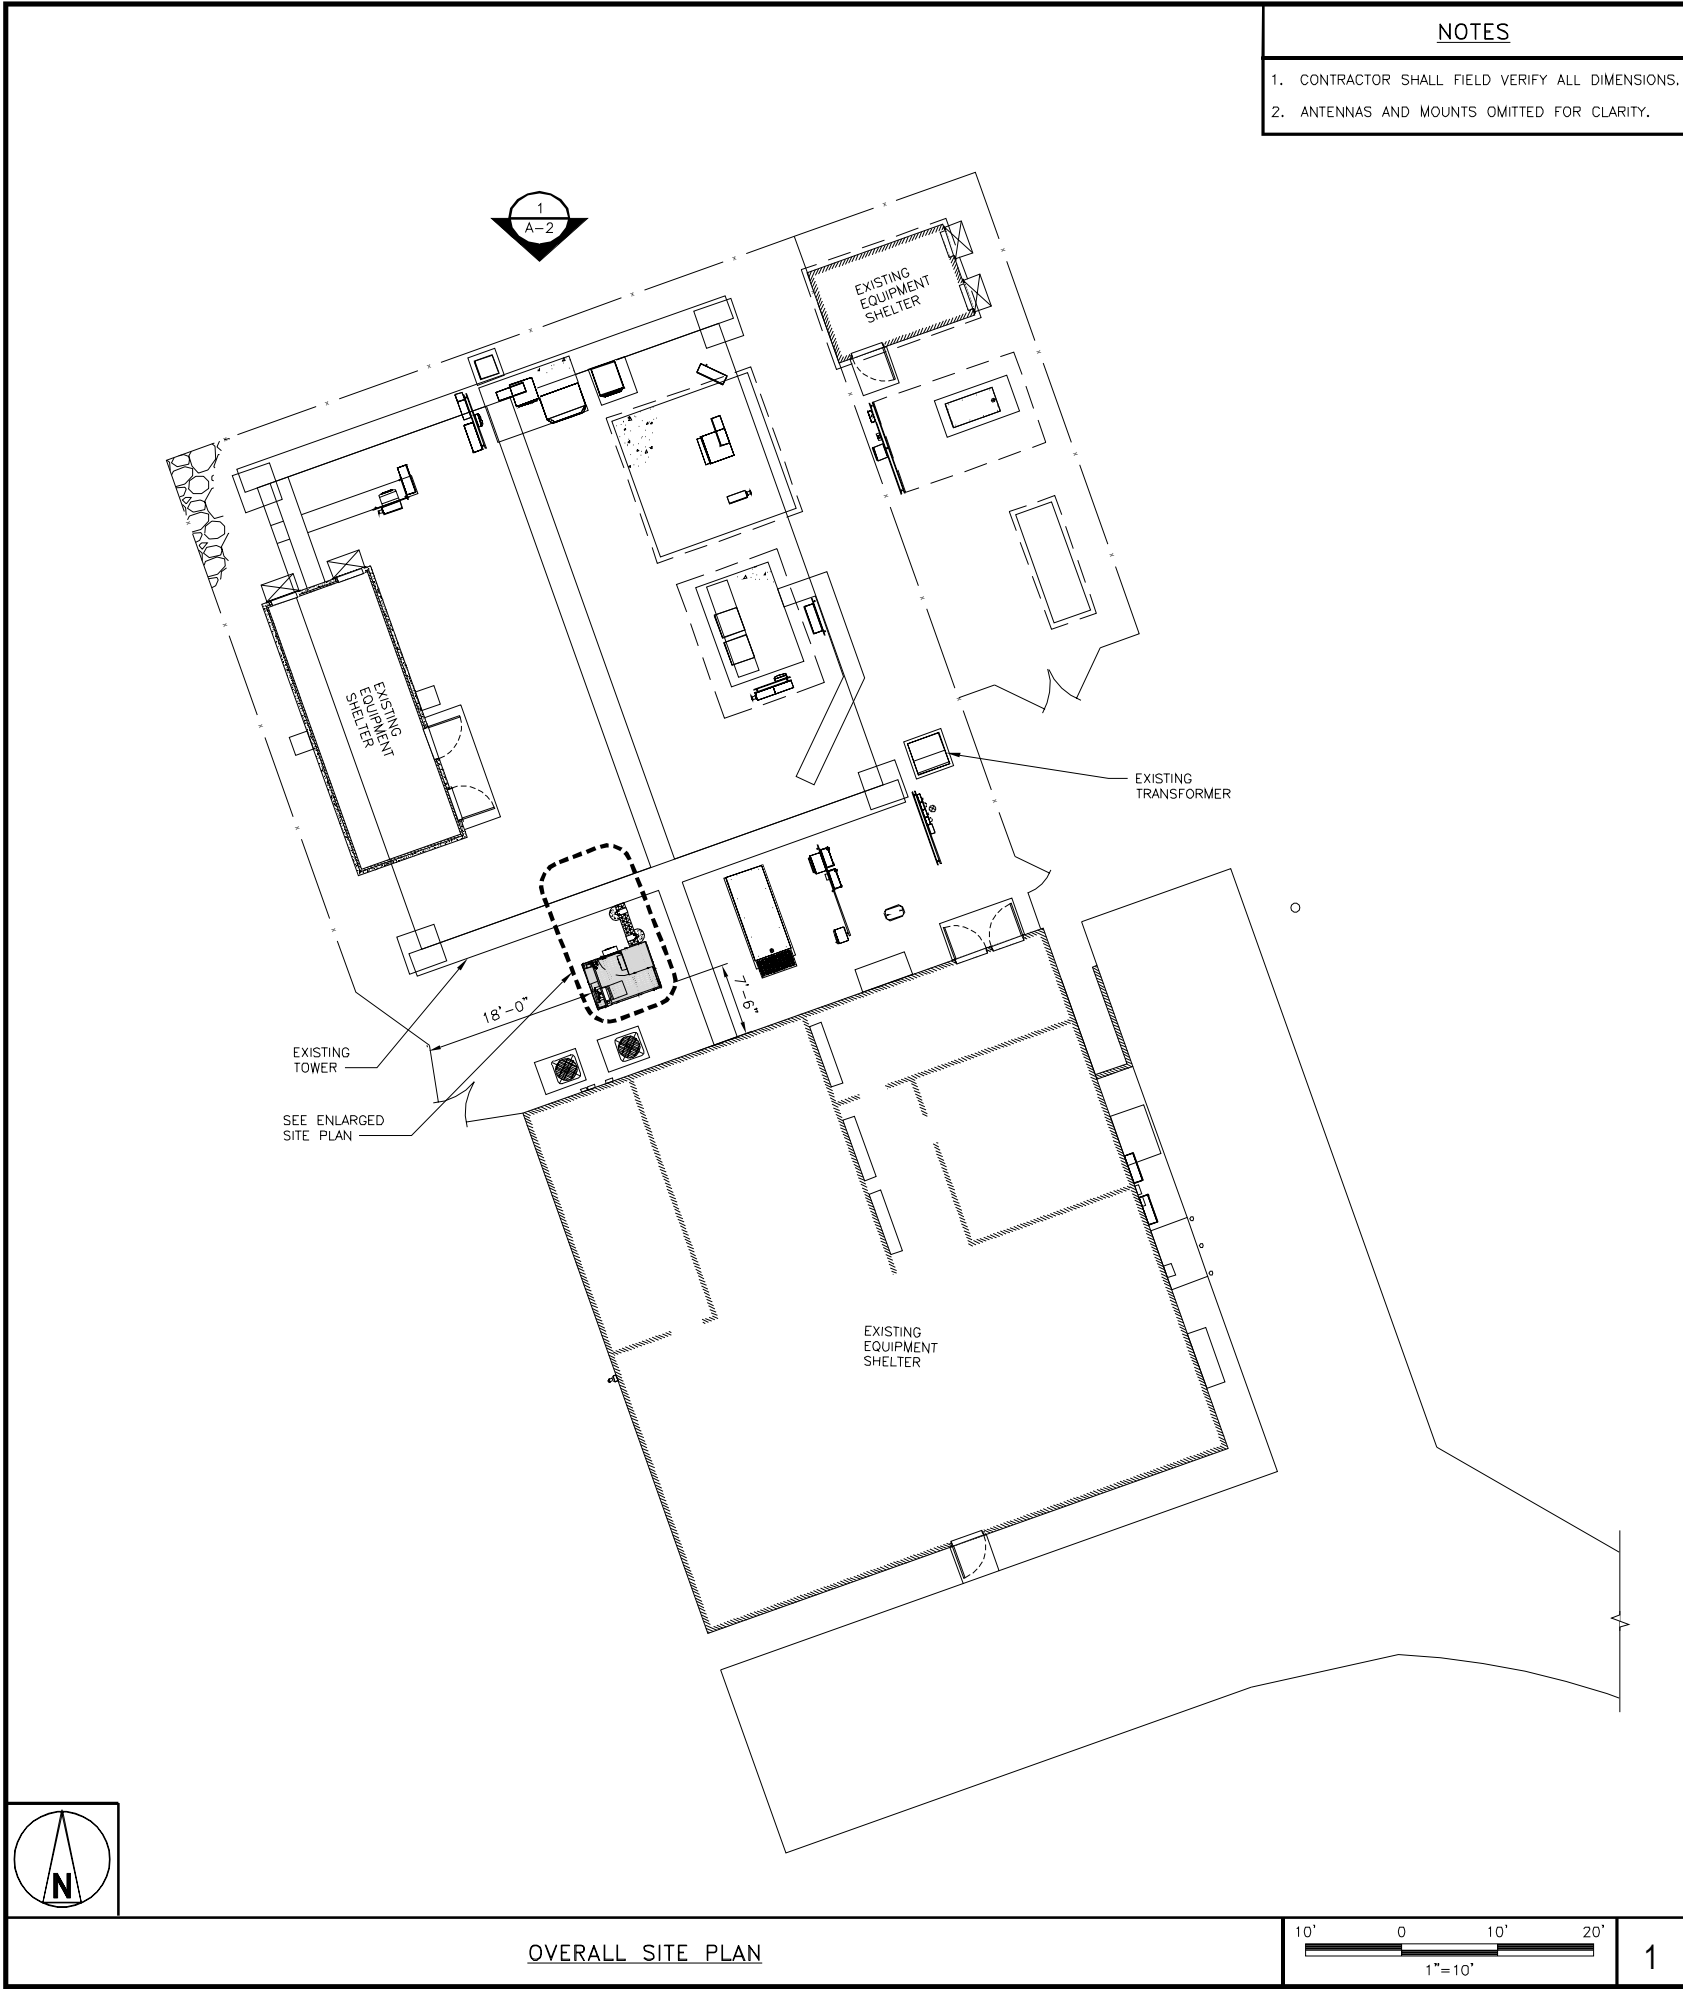 NOTES
1. CONTRACTOR SHALL FIELD VERIFY ALL DIMENSIONS.
2. ANTENNAS AND MOUNTS OMITTED FOR CLARITY.
1
A-2
EXISTING
EQUIPMENT
SHELTER
EXISTING
EQUIPMENT
SHELTER
EXISTING
TRANSFORMER
18'-0"
7'-6"
EXISTING
TOWER
SEE ENLARGED
SITE PLAN
EXISTING
EQUIPMENT
SHELTER
N
OVERALL SITE PLAN
10' 0 10' 20'
1"=10'
1